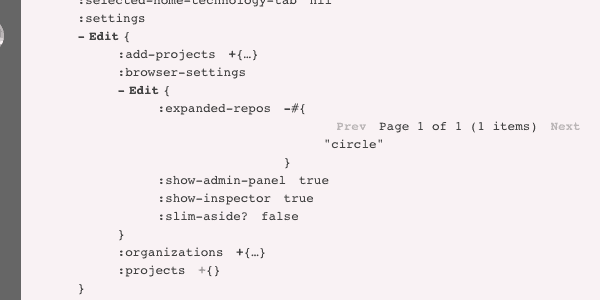 :selected-home-technology-tab nil
:settings
– Edit {
:add-projects +{…}
:browser-settings
– Edit {
:expanded-repos –#{
Prev Page 1 of 1 (1 items) Next
"circle"
}
:show-admin-panel true
:show-inspector true
:slim-aside? false
}
:organizations +{…}
:projects +{}
}